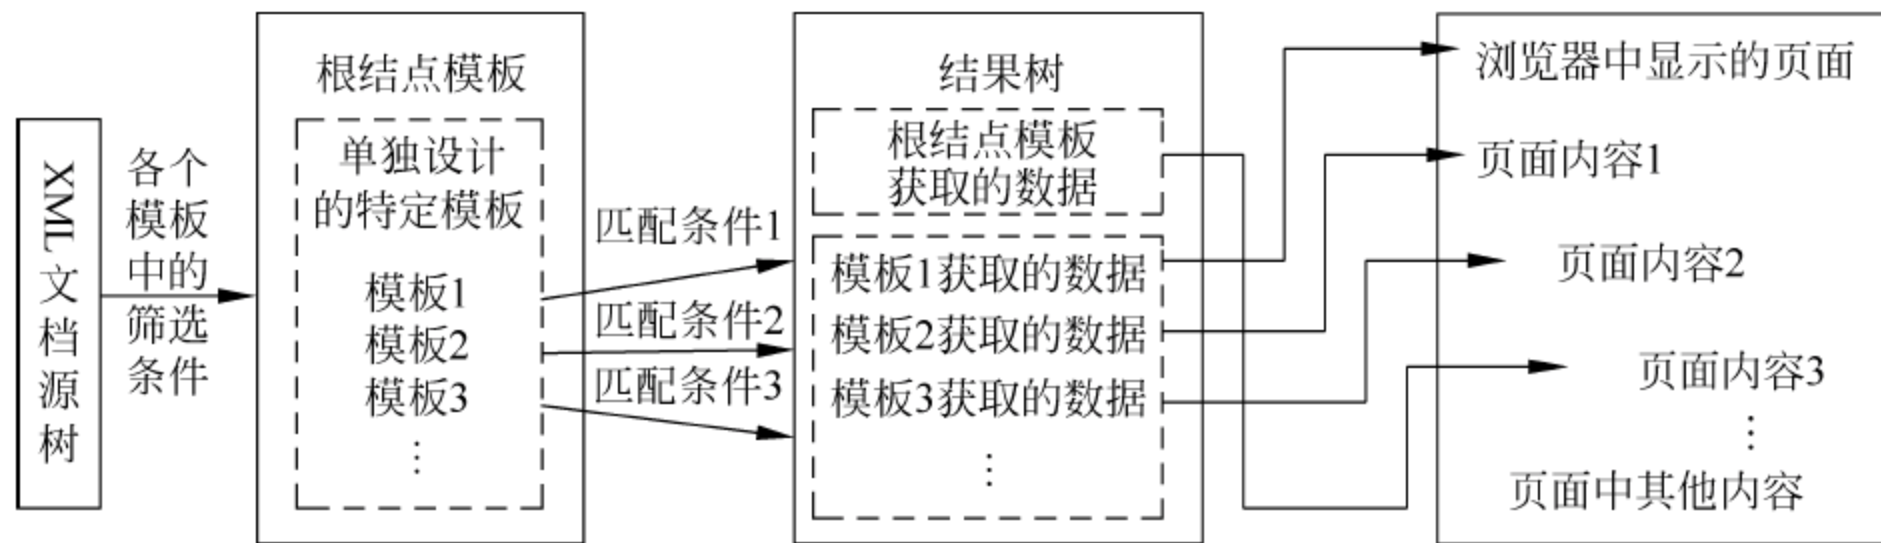 XML文档源树
各个
模板
中的
筛选
条件
根结点模板
单独设计
的特定模板
模板1
模板2
模板3
⋮
匹配条件1
匹配条件2
匹配条件3
结果树
根结点模板
获取的数据
模板1获取的数据
模板2获取的数据
模板3获取的数据
⋮
浏览器中显示的页面
页面内容1
页面内容2
页面内容3
⋮
页面中其他内容